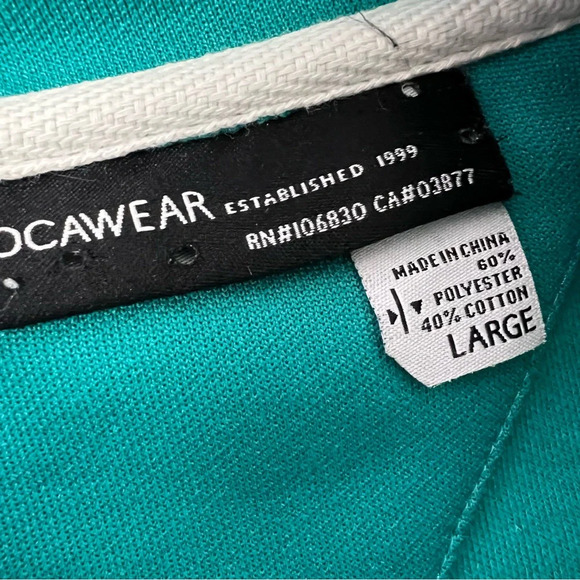 OCAWEAR ESTABLISHED 1999
RN#106830 CA#03877
MADE IN CHINA
60%
POLYESTER
40% COTTON
LARGE